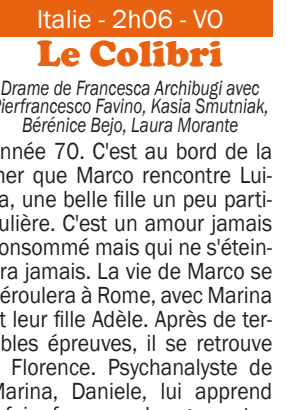 Italie - 2h06 - VO
Le Colibri
Drame de Francesca Archibugi avec
Pierfrancesco Favino, Kasia Smutniak,
Bérénice Bejo, Laura Morante
nnée 70. C'est au bord de la
ner que Marco rencontre Lui-
a, une belle fille un peu parti-
ulière. C'est un amour jamais
onsommé mais qui ne s'étein-
ra jamais. La vie de Marco se
éroulera à Rome, avec Marina
t leur fille Adèle. Après de ter-
bles épreuves, il se retrouve
Florence. Psychanalyste de
Marina, Daniele, lui apprend